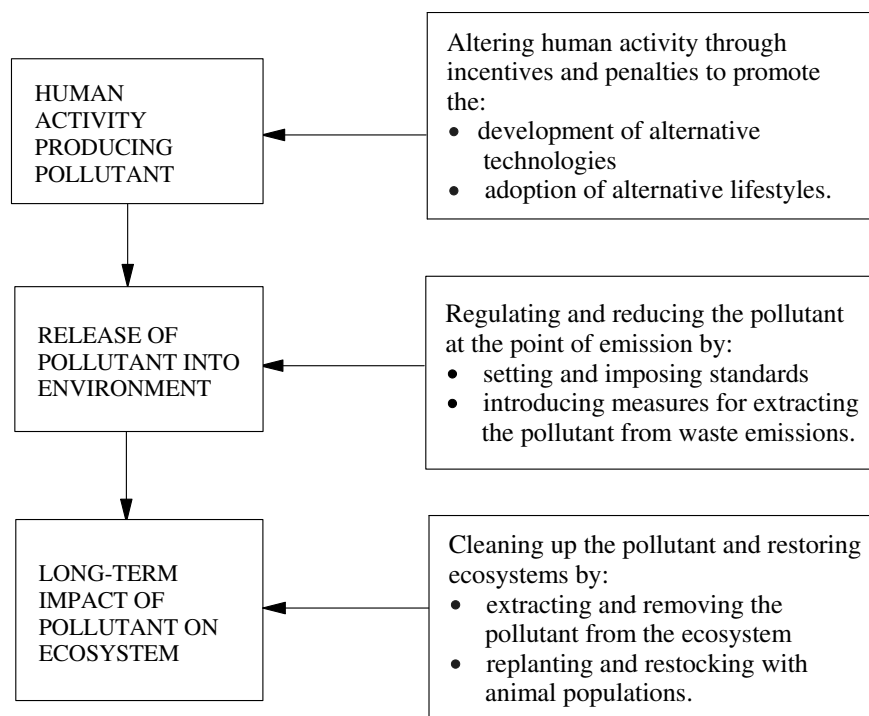 HUMAN
ACTIVITY
PRODUCING
POLLUTANT
Altering human activity through
incentives and penalties to promote
the:
• development of alternative
technologies
• adoption of alternative lifestyles.
RELEASE OF
POLLUTANT INTO
ENVIRONMENT
Regulating and reducing the pollutant
at the point of emission by:
• setting and imposing standards
• introducing measures for extracting
the pollutant from waste emissions.
LONG-TERM
IMPACT OF
POLLUTANT ON
ECOSYSTEM
Cleaning up the pollutant and restoring
ecosystems by:
• extracting and removing the
pollutant from the ecosystem
• replanting and restocking with
animal populations.